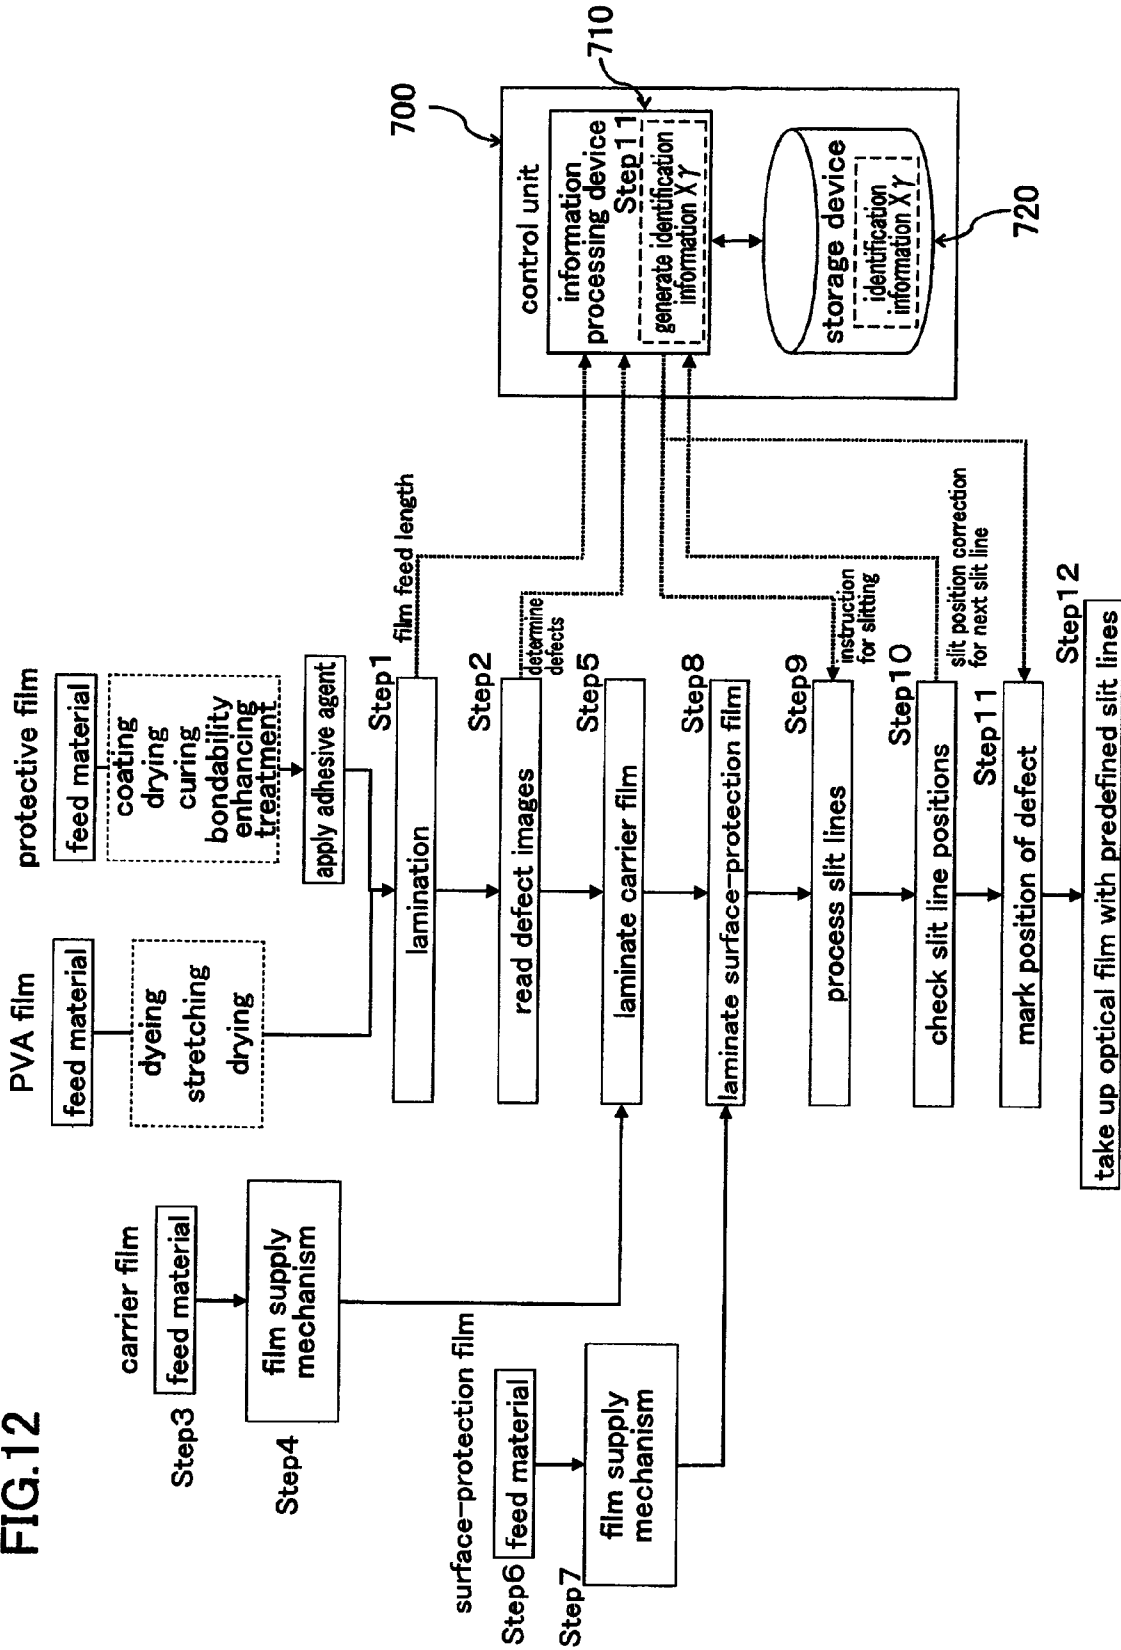 FIG.12
PVA film
feed material
dyeing
stretching
drying
protective film
feed material
coating
drying
curing
bondability
enhancing
treatment
apply adhesive agent
Step1
lamination
film feed length
Step2
read defect images
determine
defects
carrier film
Step3
feed material
Step4
film supply
mechanism
Step5
laminate carrier film
surface-protection film
Step6
feed material
Step7
film supply
mechanism
Step8
laminate surface-protection film
Step9
process slit lines
instruction
for slitting
Step10
check slit line positions
slit position correction
for next slit line
Step11
mark position of defect
Step12
take up optical film with predefined slit lines
700
control unit
710
information
processing device
Step11
generate identification
information Xγ
storage device
identification
information Xγ
720